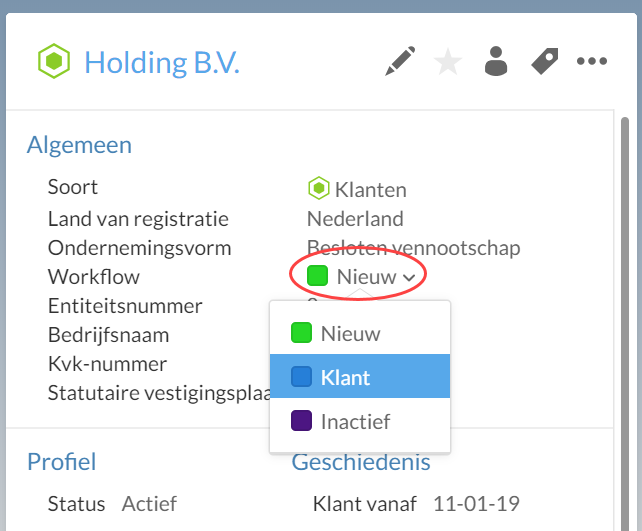 Holding B.V.
Algemeen
Soort Klanten
Land van registratie Nederland
Ondernemingsvorm Besloten vennootschap
Workflow Nieuw
Entiteitsnummer
Bedrijfsnaam
Nieuw
Kvk-nummer
Klant
Statutaire vestigingsplaa
Inactief
Profiel Geschiedenis
Status Actief Klant vanaf 11-01-19